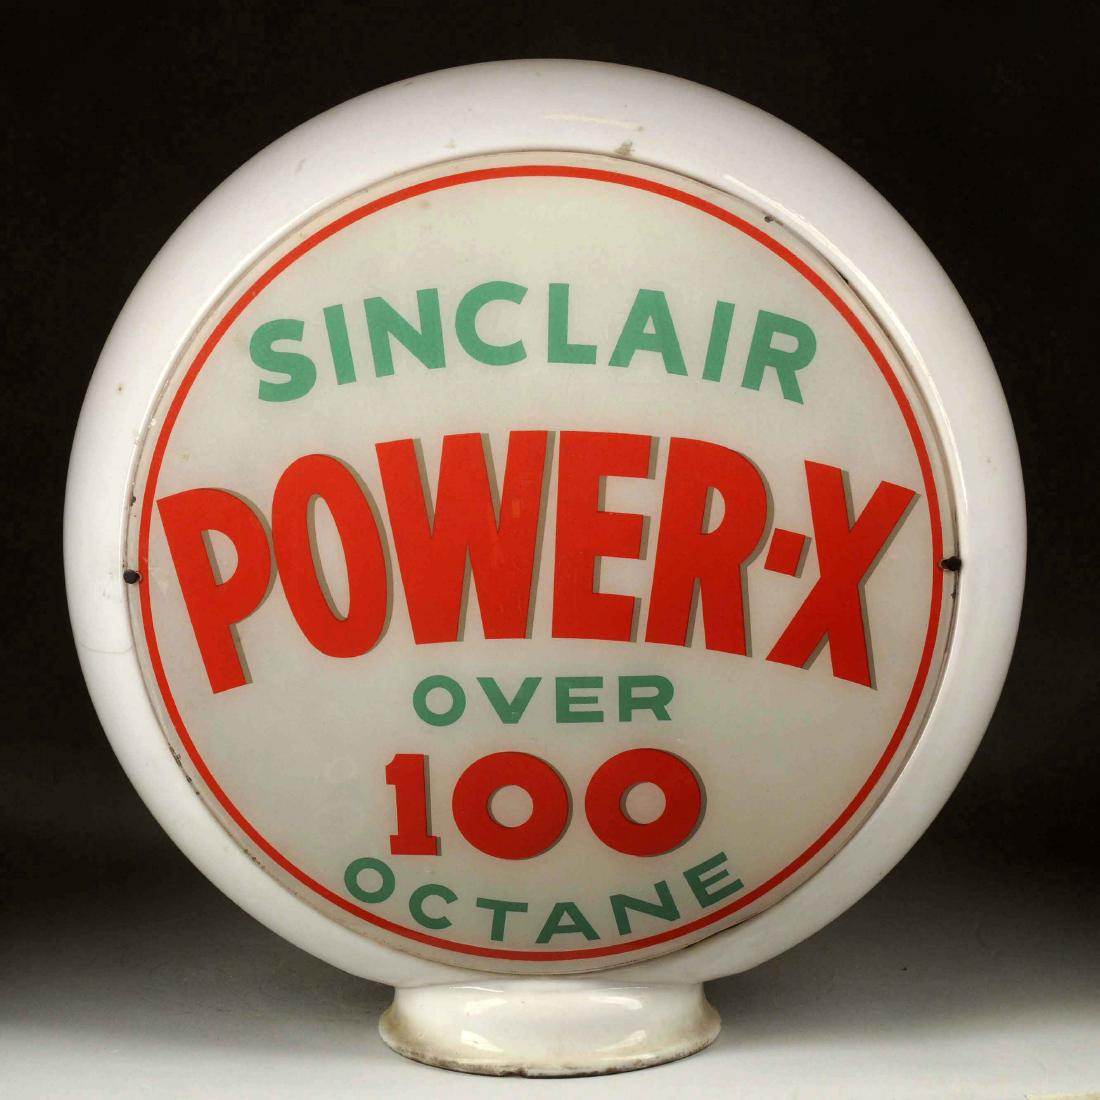 SINCLAIR
POWER-X
OVER
100
OCTANE